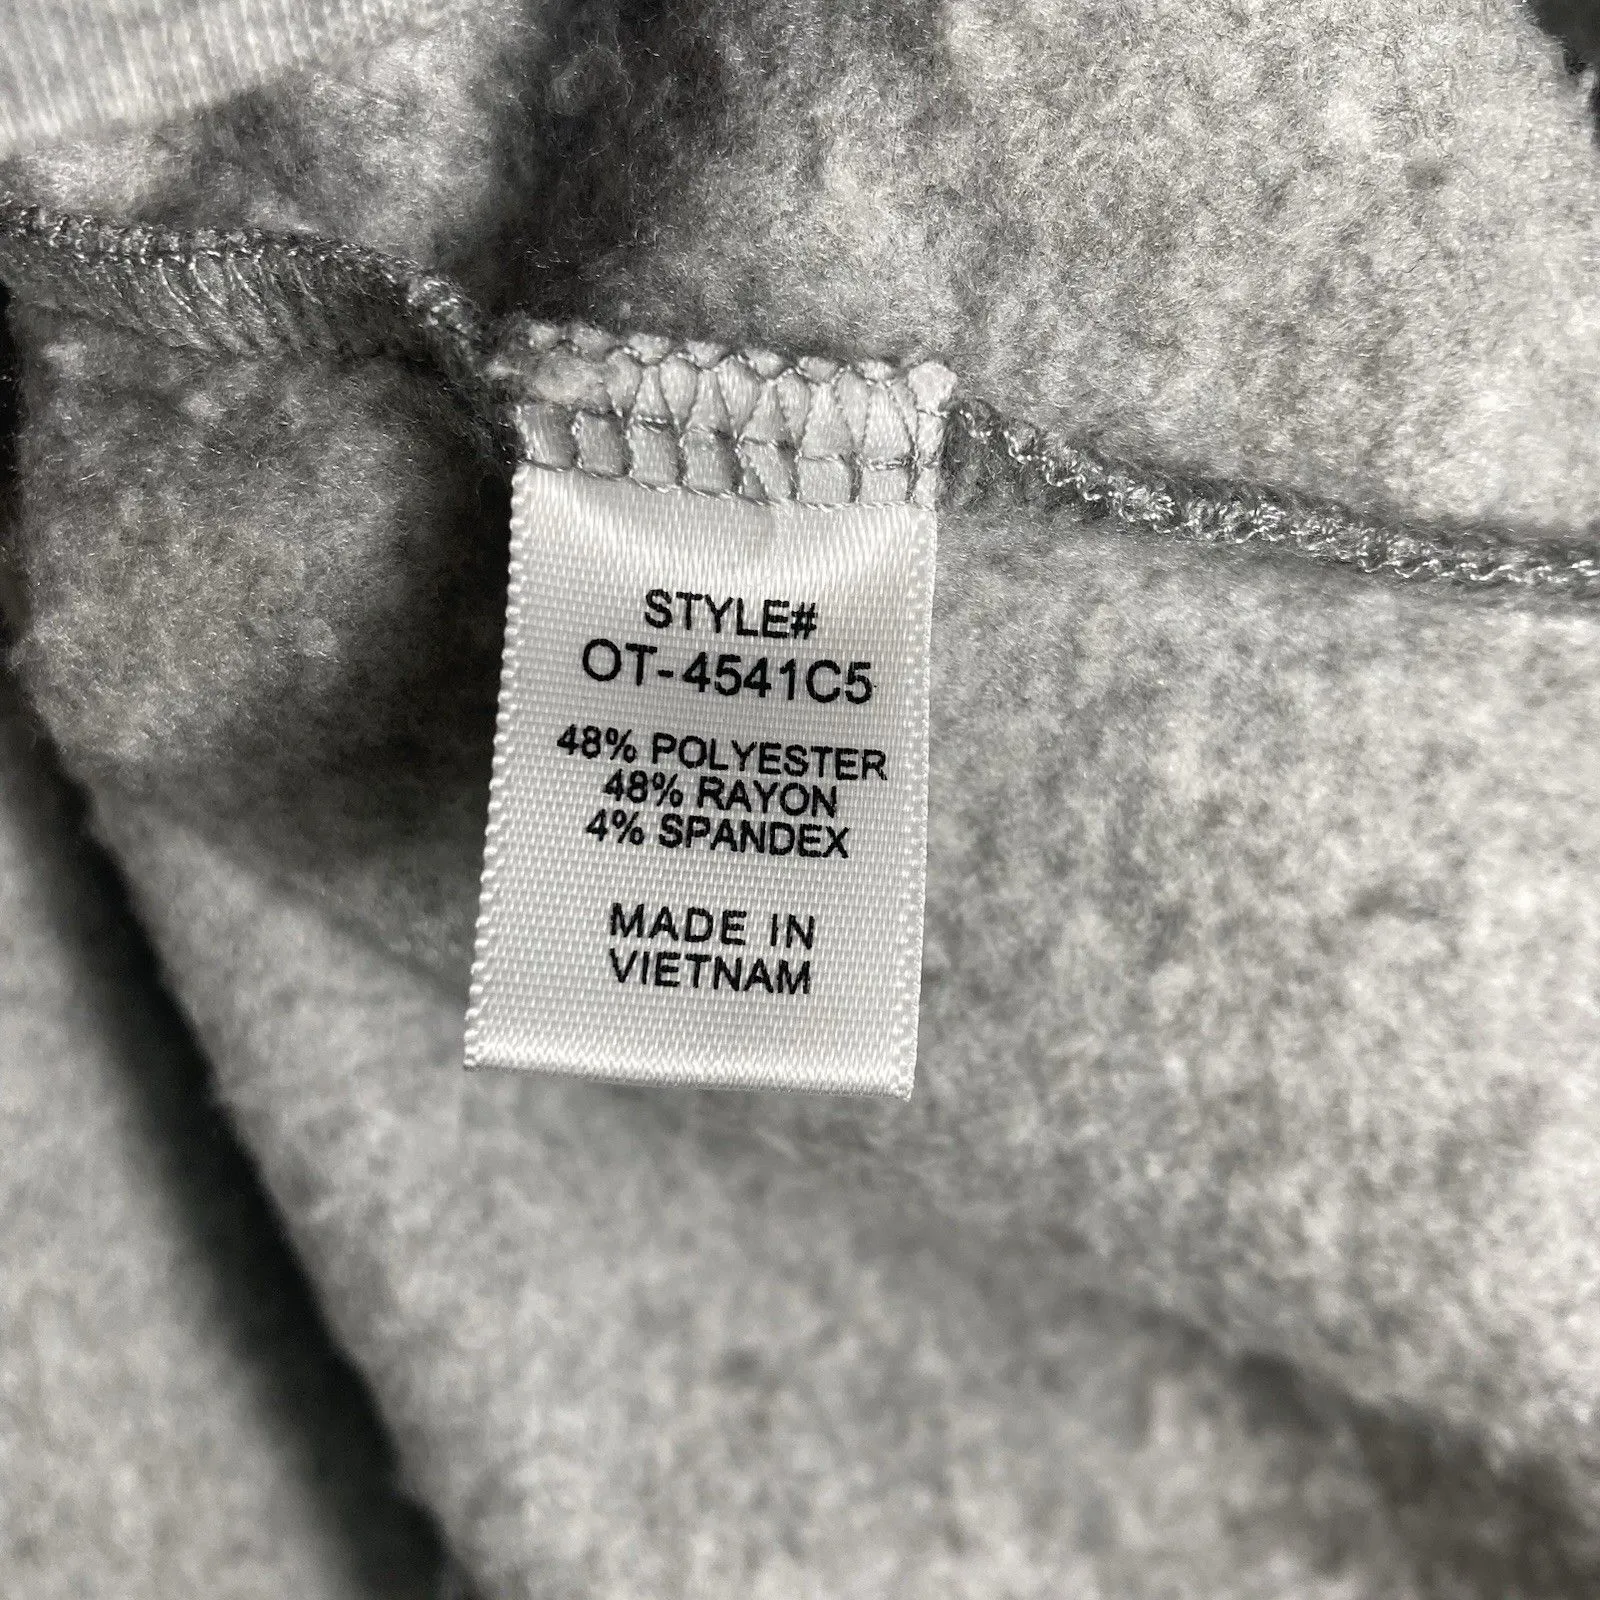 STYLE#
OT-4541C5
48% POLYESTER
48% RAYON
4% SPANDEX
MADE IN
VIETNAM